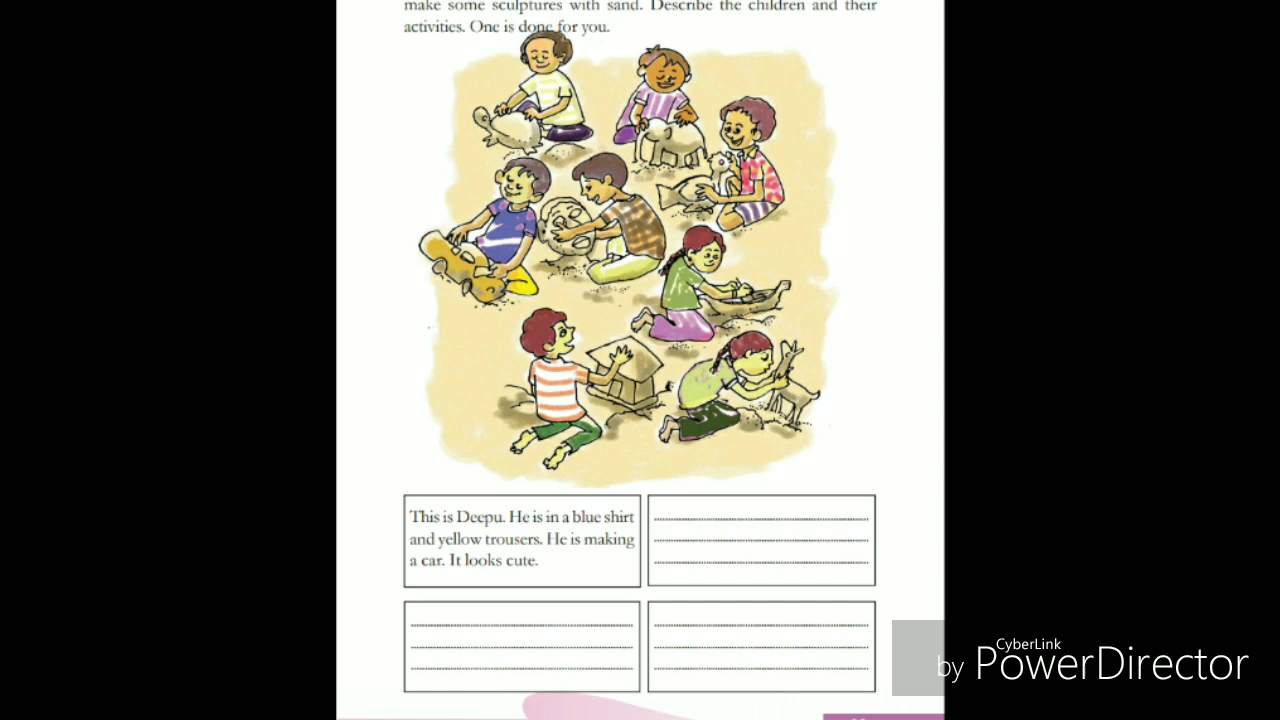 make some sculptures with sand. Describe the children and their
activities. One is done for you.
This is Deepu. He is in a blue shirt
and yellow trousers. He is making
a car. It looks cute.
CyberLink
by PowerDirector